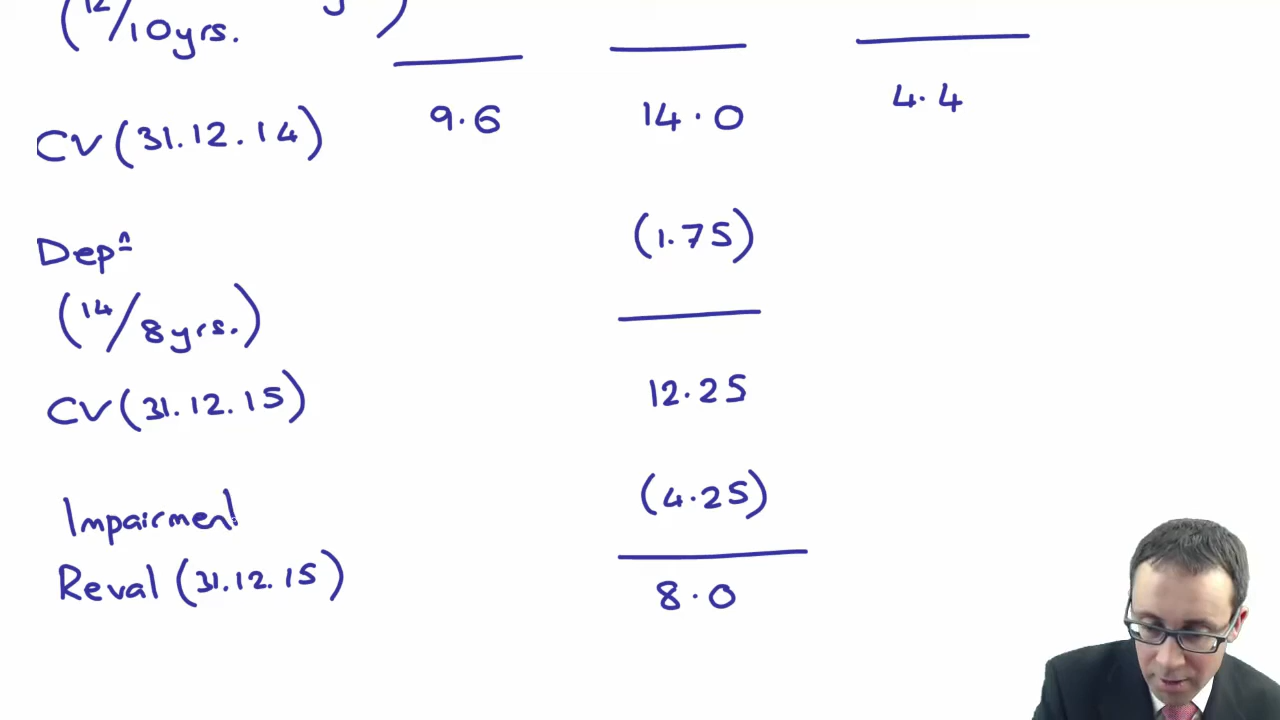 (12/10yrs. )
CV (31.12.14) 9.6 14.0 4.4
Depⁿ (1.75)
(14/8yrs.)
CV (31.12.15) 12.25
Impairment (4.25)
Reval (31.12.15) 8.0